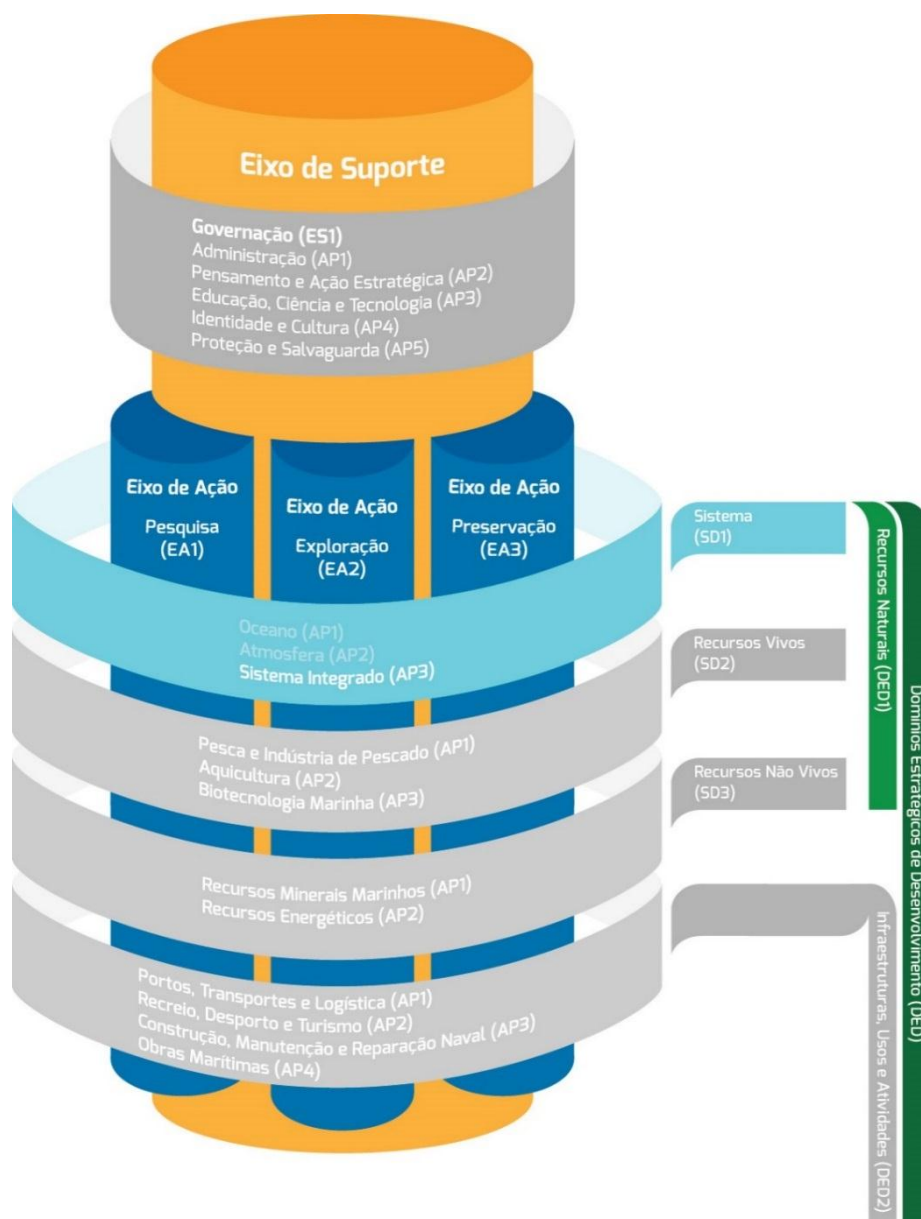 Eixo de Suporte
Governação (ES1)
Administração (AP1)
Pensamento e Ação Estratégica (AP2)
Educação, Ciência e Tecnologia (AP3)
Identidade e Cultura (AP4)
Proteção e Salvaguarda (AP5)
Eixo de Ação
Pesquisa
(EA1)
Eixo de Ação
Exploração
(EA2)
Eixo de Ação
Preservação
(EA3)
Oceano (AP1)
Atmosfera (AP2)
Sistema Integrado (AP3)
Sistema
(SD1)
Pesca e Indústria de Pescado (AP1)
Aquicultura (AP2)
Biotecnologia Marinha (AP3)
Recursos Vivos
(SD2)
Recursos Minerais Marinhos (AP1)
Recursos Energéticos (AP2)
Recursos Não Vivos
(SD3)
Portos, Transportes e Logística (AP1)
Recreio, Desporto e Turismo (AP2)
Construção, Manutenção e Reparação Naval (AP3)
Obras Marítimas (AP4)
Recursos Naturais (DED1)
Infraestruturas, Usos e Atividades (DED2)
Domínios Estratégicos de Desenvolvimento (DED)